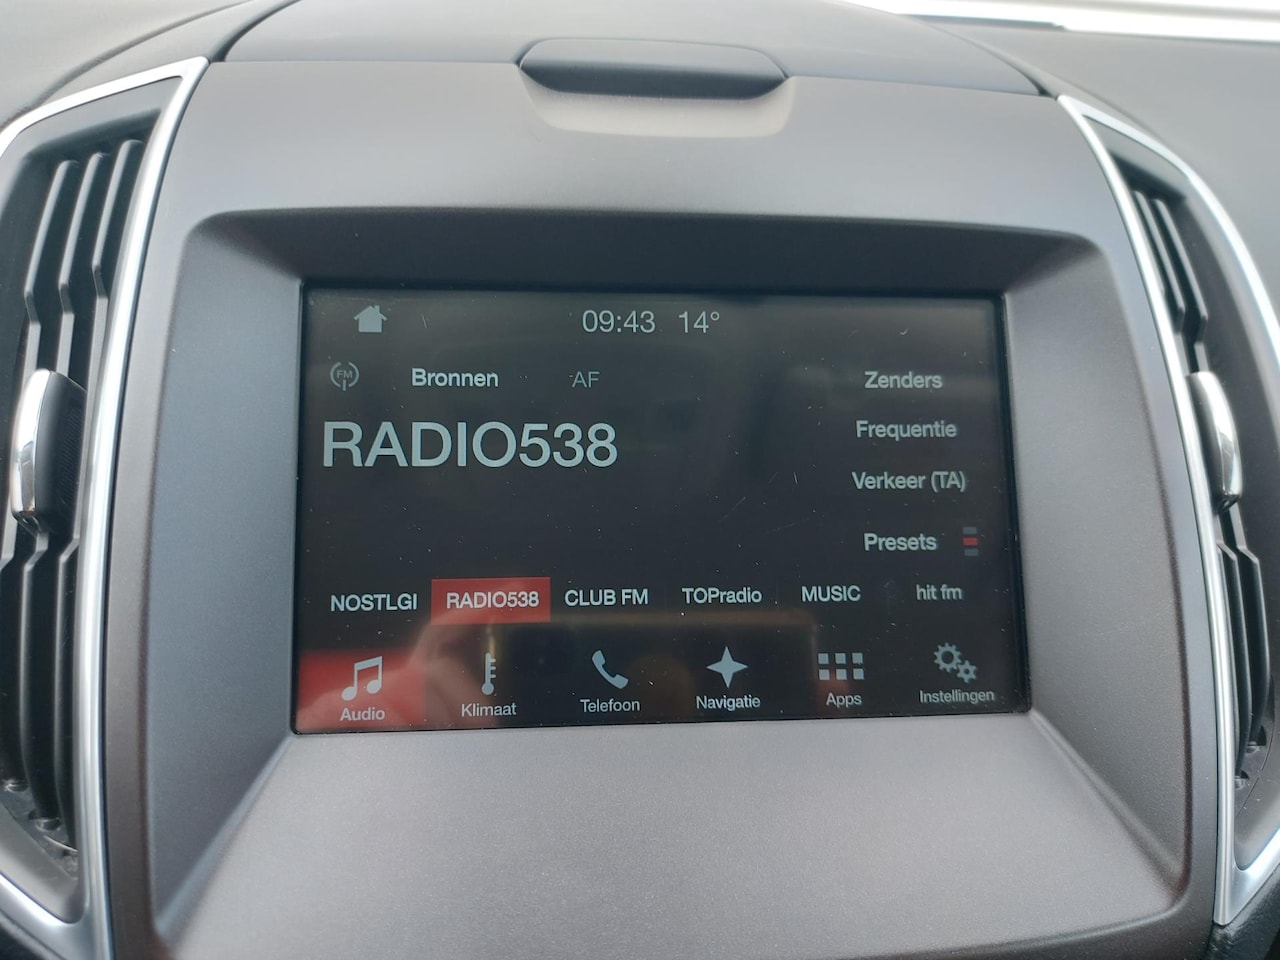 09:43 14°
FM Bronnen AF
Zenders
RADIO538
Frequentie
Verkeer (TA)
Presets
NOSTLGI RADIO538 CLUB FM TOPradio MUSIC hit fm
Audio Klimaat Telefoon Navigatie Apps Instellingen